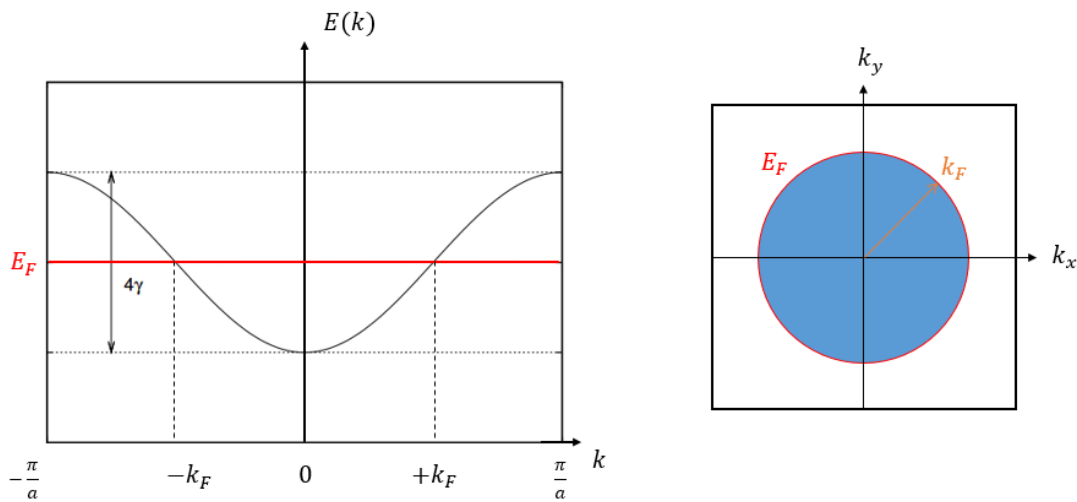 E(k)
E_F
4γ
-π/a
-k_F
0
+k_F
π/a
k
k_y
E_F
k_F
k_x